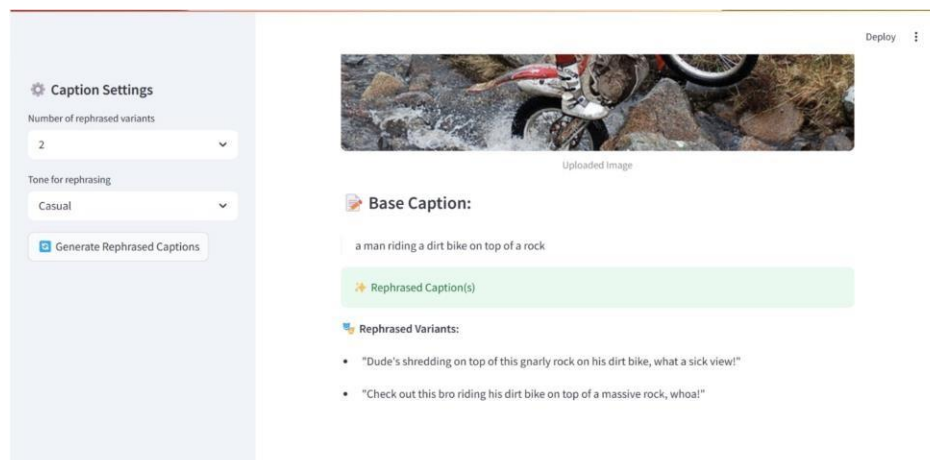 Deploy
Caption Settings
Number of rephrased variants
2
Tone for rephrasing
Casual
Generate Rephrased Captions
Uploaded Image
Base Caption:
a man riding a dirt bike on top of a rock
Rephrased Caption(s)
Rephrased Variants:
• "Dude's shredding on top of this gnarly rock on his dirt bike, what a sick view!"
• "Check out this bro riding his dirt bike on top of a massive rock, whoa!"